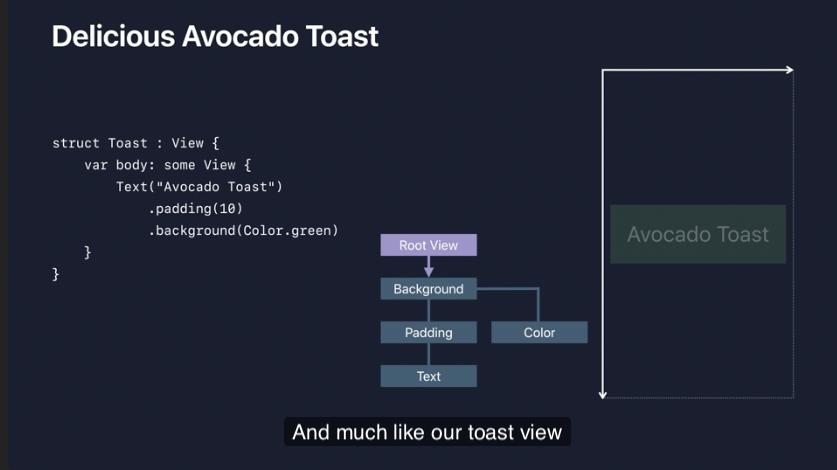 Delicious Avocado Toast
struct Toast : View {
    var body: some View {
        Text("Avocado Toast")
            .padding(10)
            .background(Color.green)
    }
}
Root View
Background
Padding
Color
Text
Avocado Toast
And much like our toast view